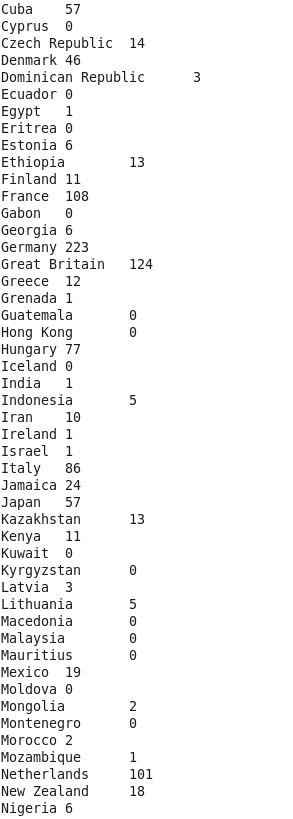 Cuba	57
Cyprus	0
Czech Republic	14
Denmark	46
Dominican Republic	3
Ecuador	0
Egypt	1
Eritrea	0
Estonia	6
Ethiopia	13
Finland	11
France	108
Gabon	0
Georgia	6
Germany	223
Great Britain	124
Greece	12
Grenada	1
Guatemala	0
Hong Kong	0
Hungary	77
Iceland	0
India	1
Indonesia	5
Iran	10
Ireland	1
Israel	1
Italy	86
Jamaica	24
Japan	57
Kazakhstan	13
Kenya	11
Kuwait	0
Kyrgyzstan	0
Latvia	3
Lithuania	5
Macedonia	0
Malaysia	0
Mauritius	0
Mexico	19
Moldova	0
Mongolia	2
Montenegro	0
Morocco	2
Mozambique	1
Netherlands	101
New Zealand	18
Nigeria	6